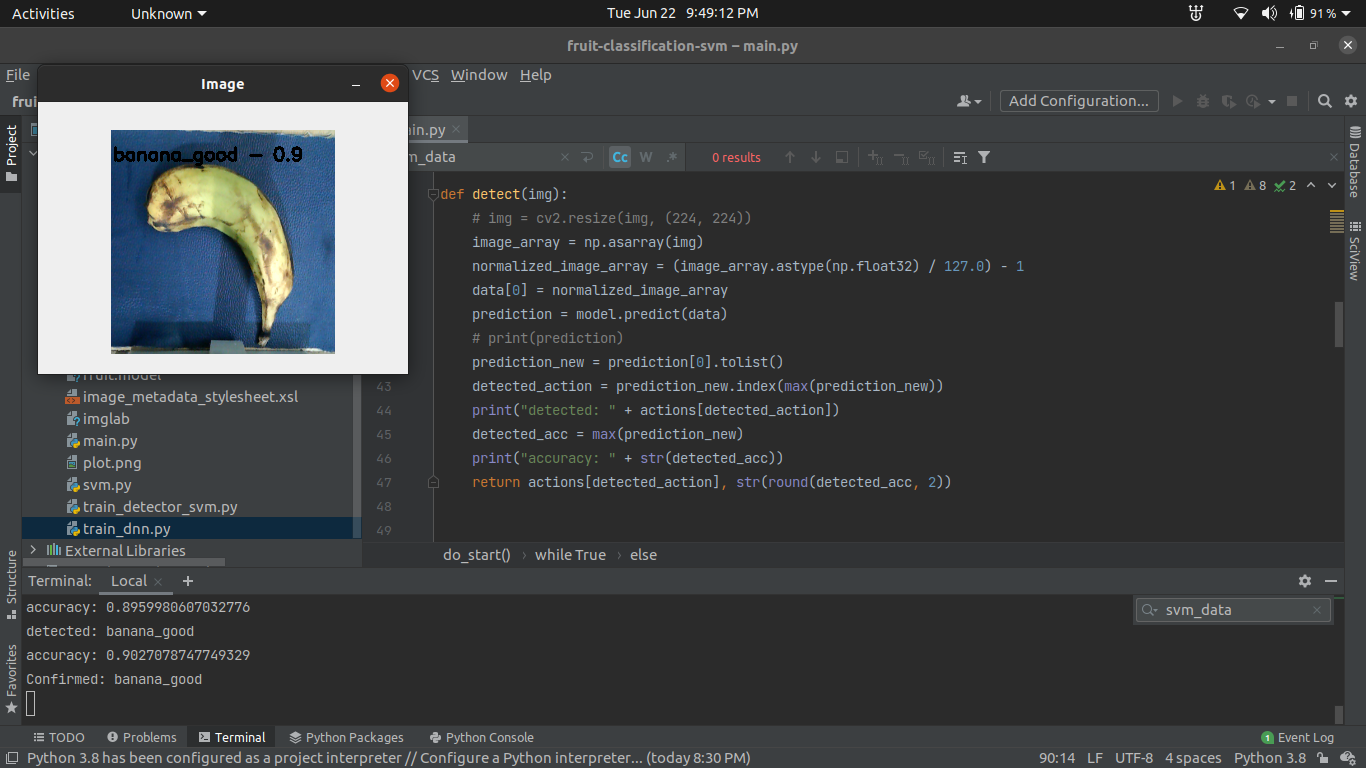 Activities
Unknown
Tue Jun 22 9:49:12 PM
91 %
fruit-classification-svm – main.py
File
VCS Window Help
Image
frui
Add Configuration...
banana_good - 0.9
ain.py
m_data
Cc W .*
0 results
1 8 2
def detect(img):
# img = cv2.resize(img, (224, 224))
image_array = np.asarray(img)
normalized_image_array = (image_array.astype(np.float32) / 127.0) - 1
data[0] = normalized_image_array
prediction = model.predict(data)
# print(prediction)
prediction_new = prediction[0].tolist()
43 detected_action = prediction_new.index(max(prediction_new))
44 print("detected: " + actions[detected_action])
45 detected_acc = max(prediction_new)
46 print("accuracy: " + str(detected_acc))
47 return actions[detected_action], str(round(detected_acc, 2))
48
49
Project
fruit.model
image_metadata_stylesheet.xsl
imglab
main.py
plot.png
svm.py
train_detector_svm.py
train_dnn.py
External Libraries
Database
SciView
do_start() › while True › else
Structure
Favorites
Terminal: Local +
accuracy: 0.8959980607032776
detected: banana_good
accuracy: 0.9027078747749329
Confirmed: banana_good
svm_data
TODO Problems Terminal Python Packages Python Console
1 Event Log
Python 3.8 has been configured as a project interpreter // Configure a Python interpreter... (today 8:30 PM)
90:14 LF UTF-8 4 spaces Python 3.8